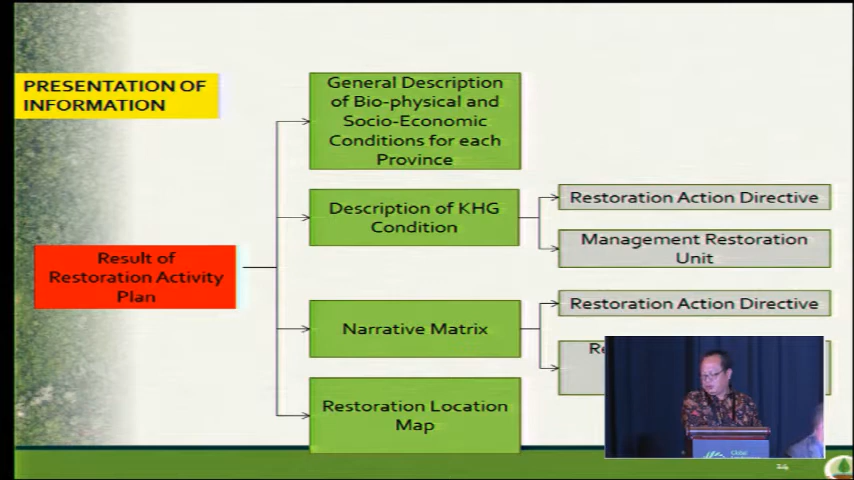 PRESENTATION OF
INFORMATION
Result of
Restoration Activity
Plan
General Description
of Bio-physical and
Socio-Economic
Conditions for each
Province
Description of KHG
Condition
Restoration Action Directive
Management Restoration
Unit
Narrative Matrix
Restoration Action Directive
Restoration Location
Map
Global
14